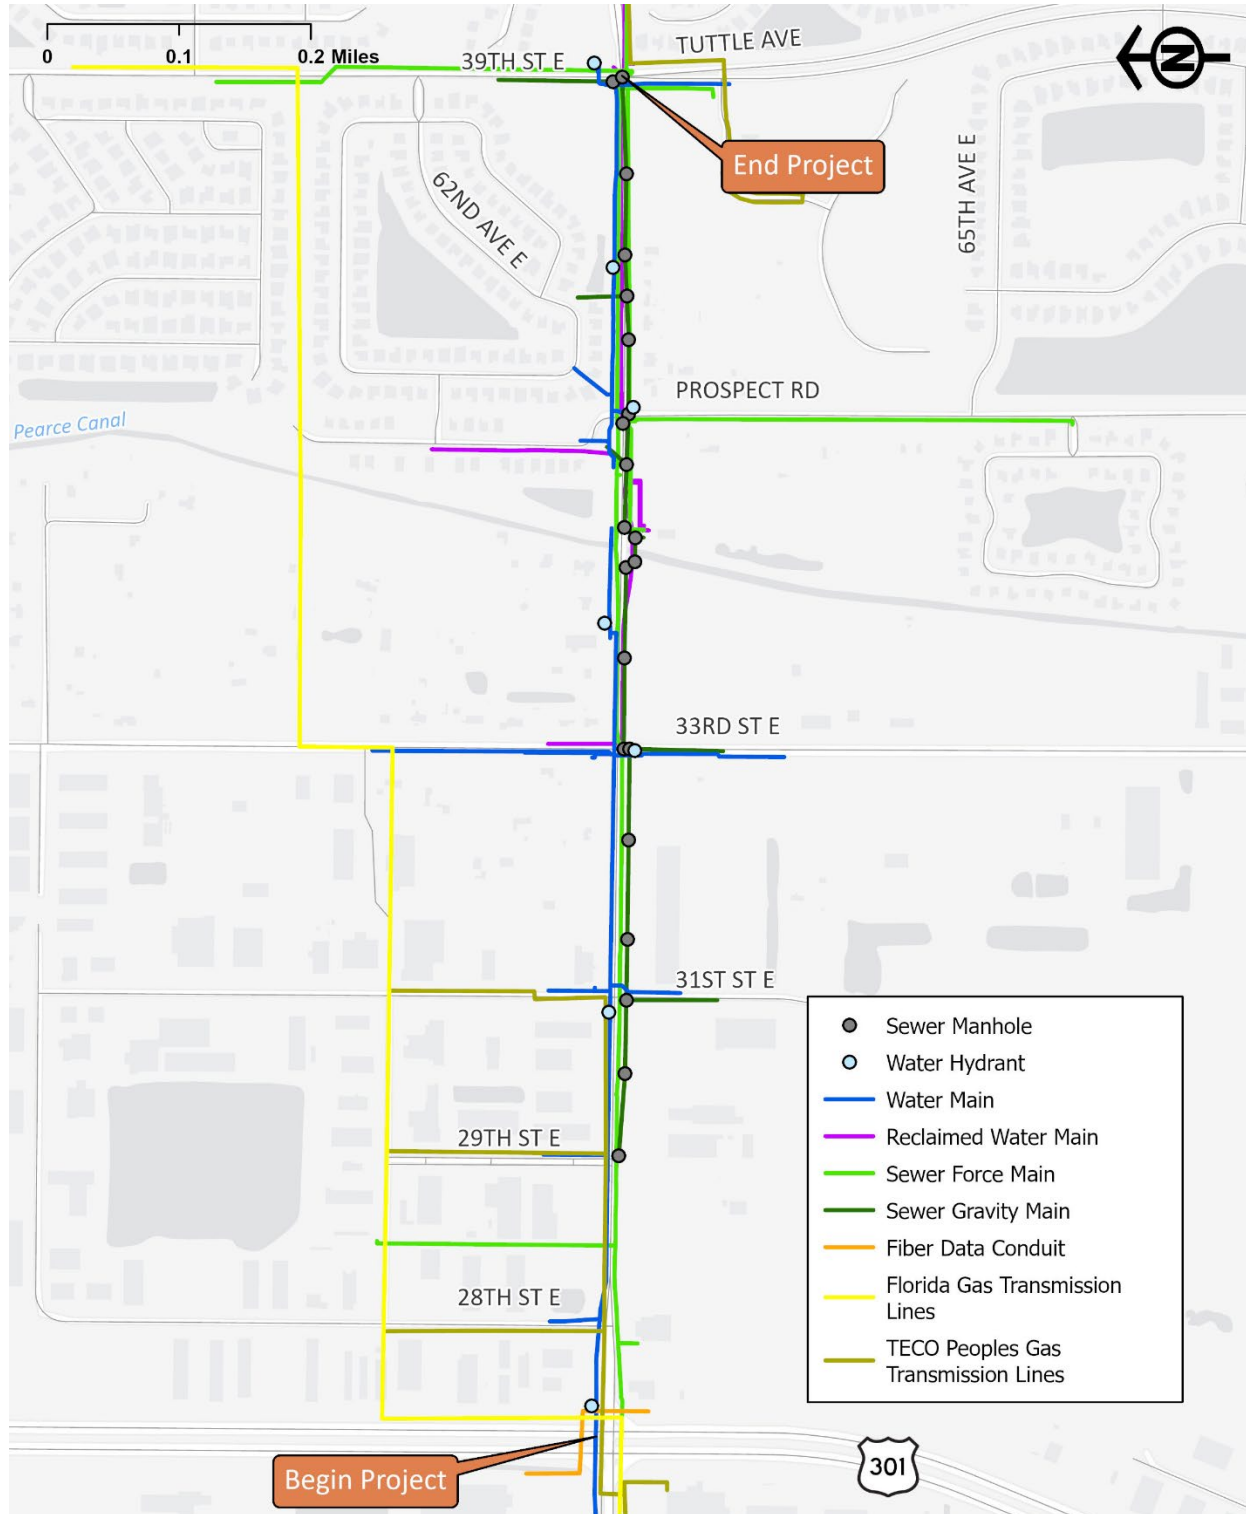 0 0.1 0.2 Miles
39TH ST E
TUTTLE AVE
N
End Project
62ND AVE E
65TH AVE E
PROSPECT RD
Pearce Canal
33RD ST E
31ST ST E
29TH ST E
28TH ST E
Sewer Manhole
Water Hydrant
Water Main
Reclaimed Water Main
Sewer Force Main
Sewer Gravity Main
Fiber Data Conduit
Florida Gas Transmission
Lines
TECO Peoples Gas
Transmission Lines
301
Begin Project